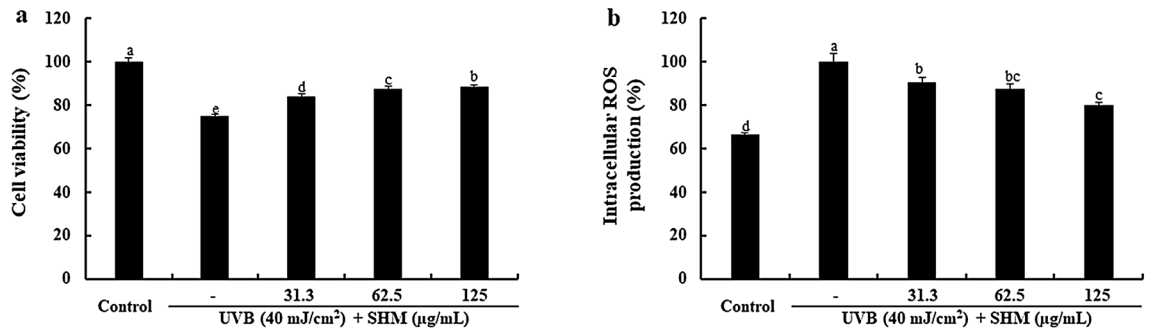 a
Cell viability (%)
120
100
80
60
40
20
0
a
e
d
c
b
Control
- 31.3 62.5 125
UVB (40 mJ/cm²) + SHM (µg/mL)
b
Intracellular ROS
production (%)
120
100
80
60
40
20
0
d
a
b
bc
c
Control
- 31.3 62.5 125
UVB (40 mJ/cm²) + SHM (µg/mL)